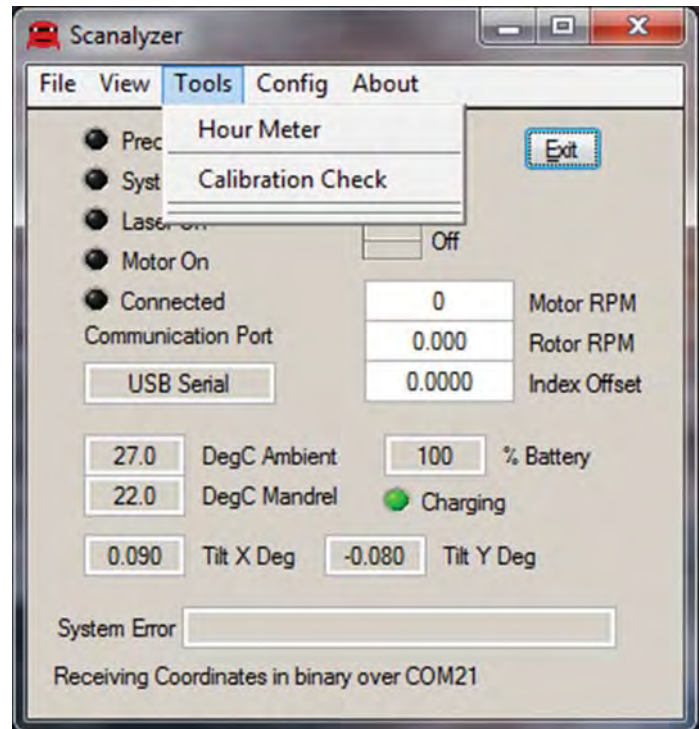 Scanalyzer
File View Tools Config About
Hour Meter
Calibration Check
Exit
Off
Motor On
Connected
Communication Port
USB Serial
0 Motor RPM
0.000 Rotor RPM
0.0000 Index Offset
27.0 DegC Ambient
22.0 DegC Mandrel
100 % Battery
Charging
0.090 Tilt X Deg
-0.080 Tilt Y Deg
System Error
Receiving Coordinates in binary over COM21